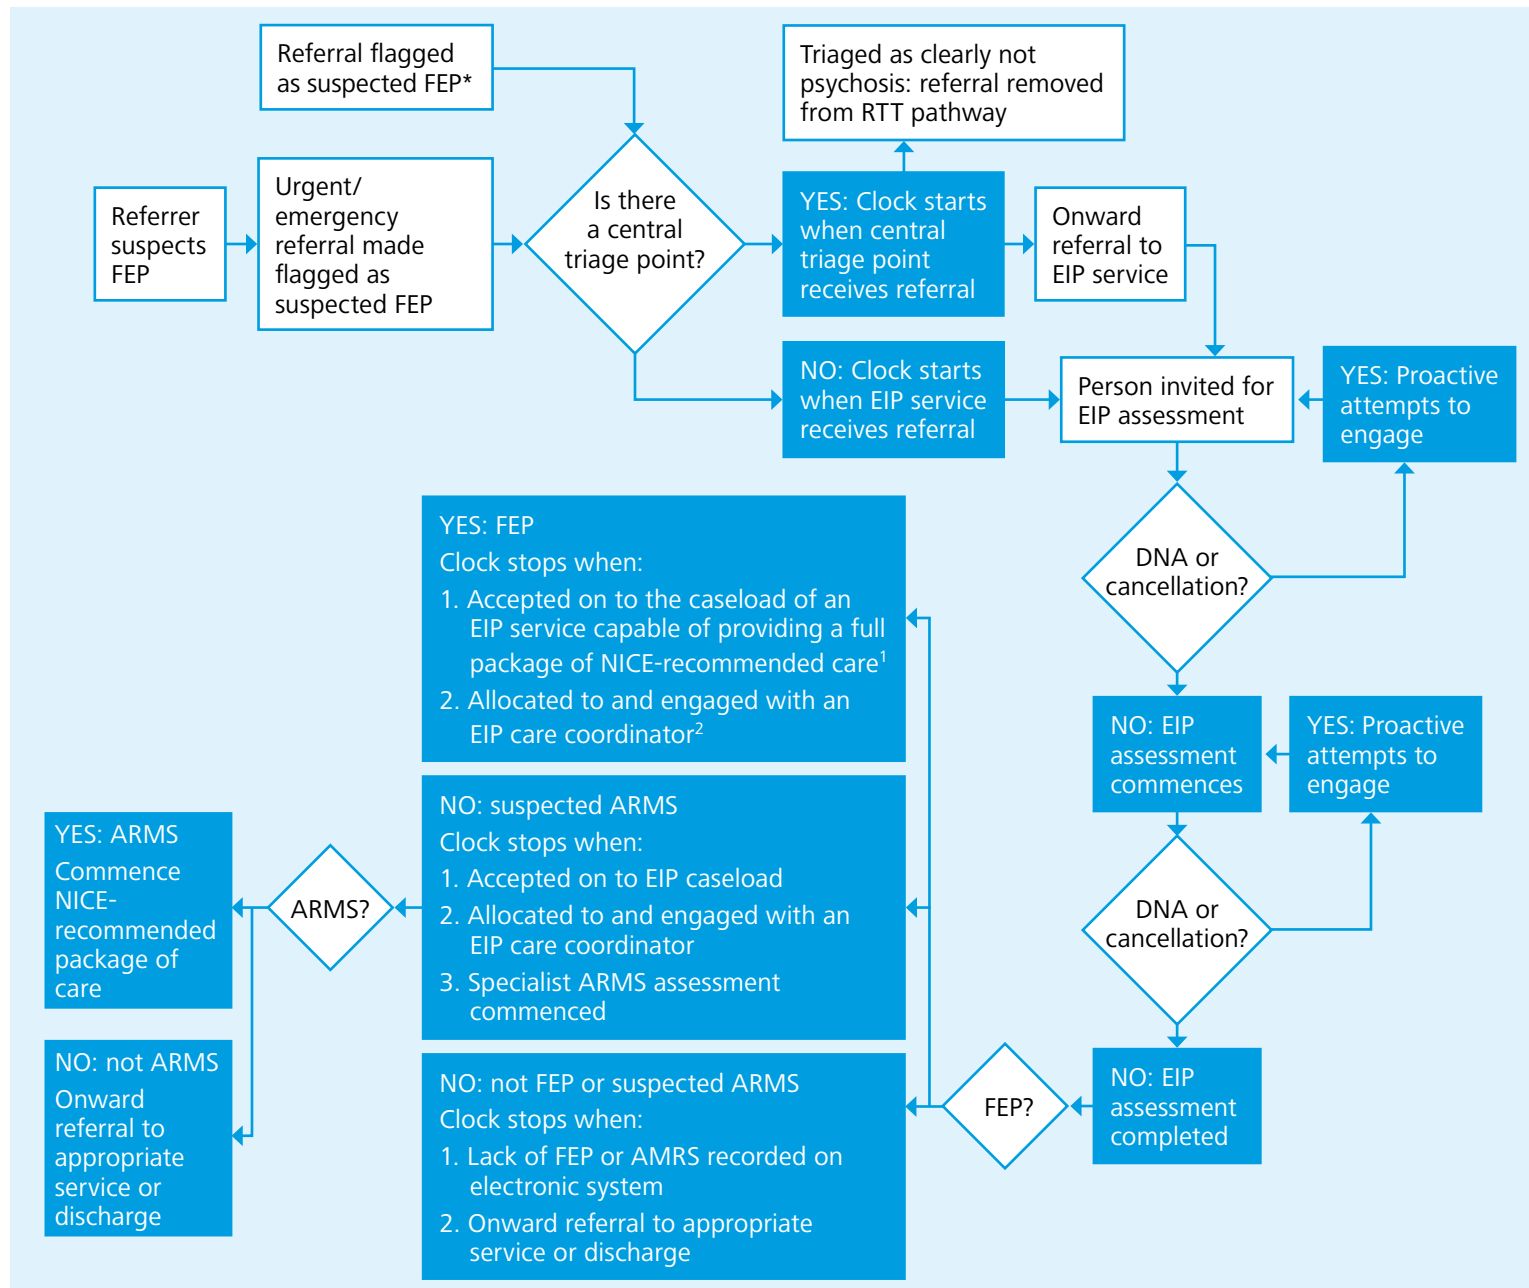 Referral flagged
as suspected FEP*
Triaged as clearly not
psychosis: referral removed
from RTT pathway
Referrer
suspects
FEP
Urgent/
emergency
referral made
flagged as
suspected FEP
Is there
a central
triage point?
YES: Clock starts
when central
triage point
receives referral
Onward
referral to
EIP service
NO: Clock starts
when EIP service
receives referral
Person invited for
EIP assessment
YES: Proactive
attempts to
engage
DNA or
cancellation?
NO: EIP
assessment
commences
YES: Proactive
attempts to
engage
DNA or
cancellation?
NO: EIP
assessment
completed
FEP?
YES: FEP
Clock stops when:
1. Accepted on to the caseload of an
EIP service capable of providing a full
package of NICE-recommended care1
2. Allocated to and engaged with an
EIP care coordinator2
NO: suspected ARMS
Clock stops when:
1. Accepted on to EIP caseload
2. Allocated to and engaged with an
EIP care coordinator
3. Specialist ARMS assessment
commenced
NO: not FEP or suspected ARMS
Clock stops when:
1. Lack of FEP or AMRS recorded on
electronic system
2. Onward referral to appropriate
service or discharge
ARMS?
YES: ARMS
Commence
NICE-
recommended
package of
care
NO: not ARMS
Onward
referral to
appropriate
service or
discharge